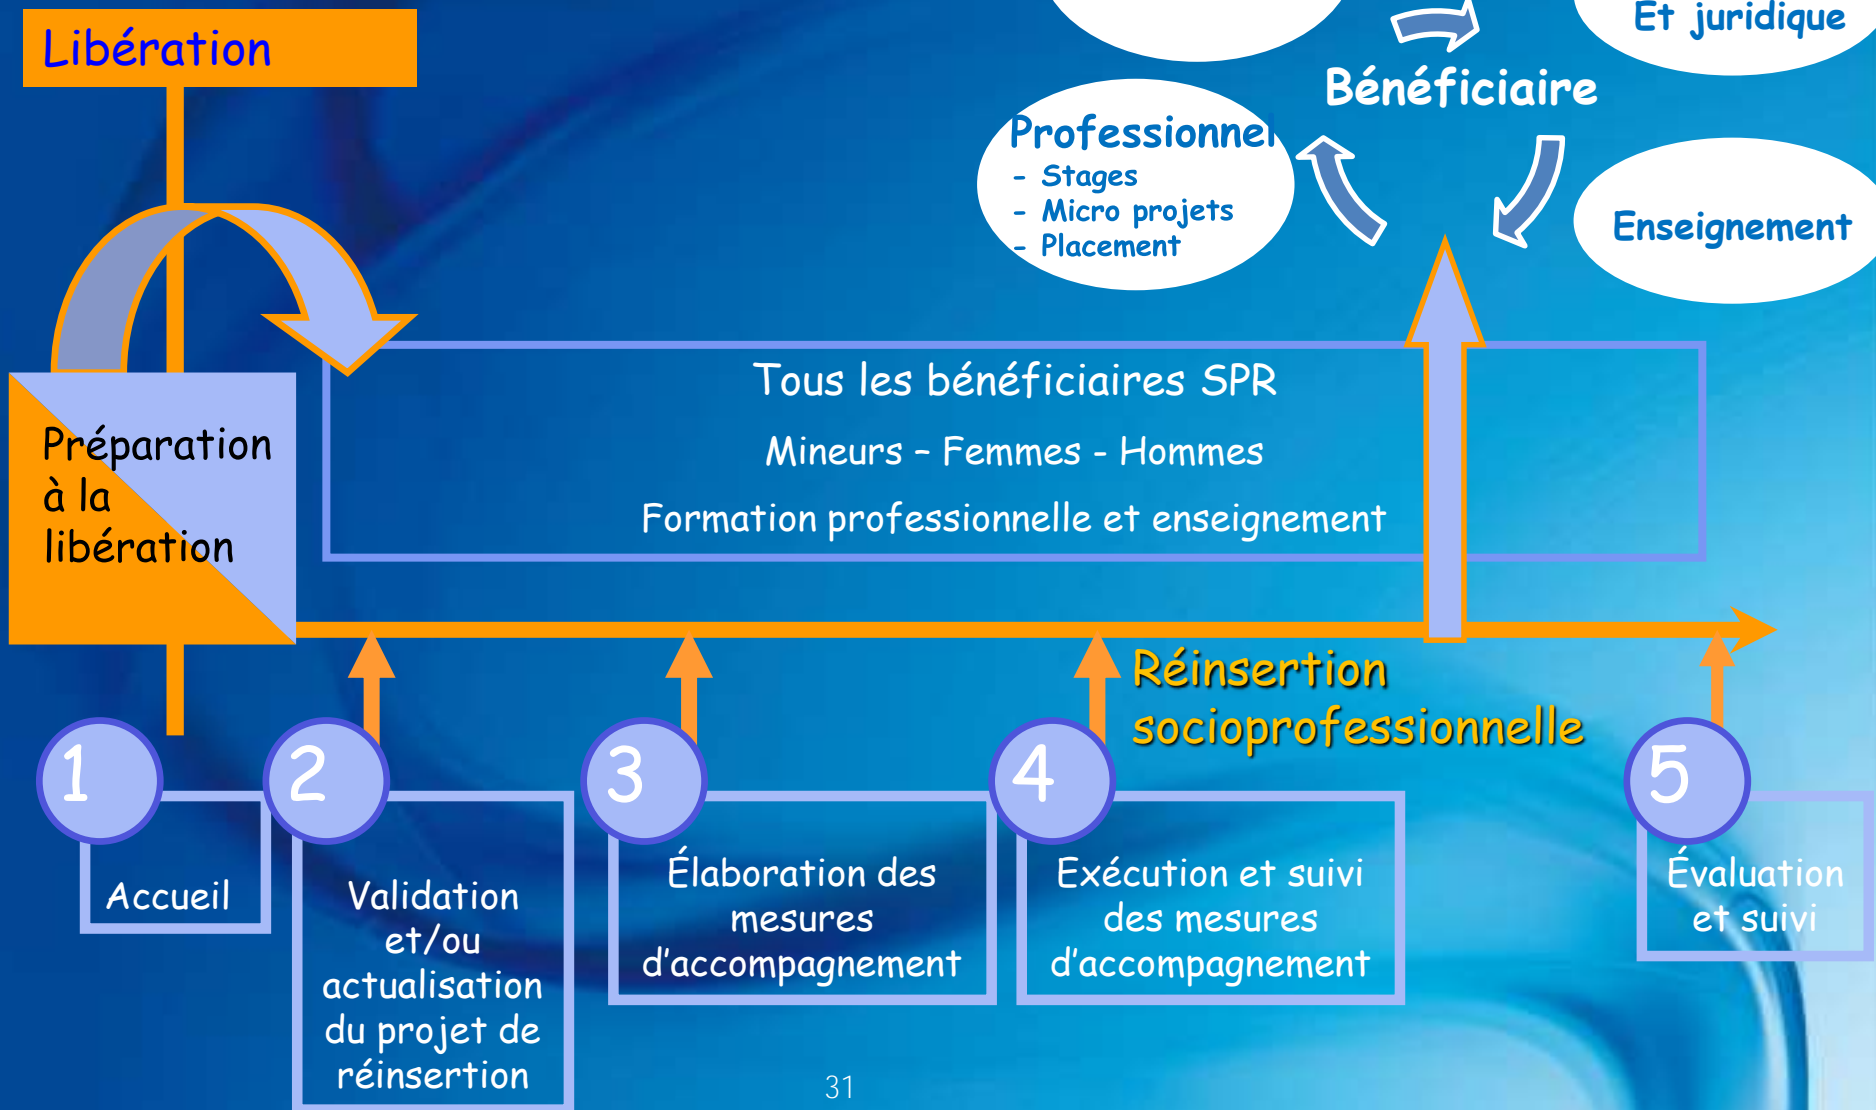 Libération
Et juridique
Bénéficiaire
Professionnel
- Stages
- Micro projets
- Placement
Enseignement
Tous les bénéficiaires SPR
Mineurs – Femmes - Hommes
Formation professionnelle et enseignement
Préparation
à la
libération
Réinsertion
socioprofessionnelle
1
Accueil
2
Validation
et/ou
actualisation
du projet de
réinsertion
3
Élaboration des
mesures
d'accompagnement
4
Exécution et suivi
des mesures
d'accompagnement
5
Évaluation
et suivi
31